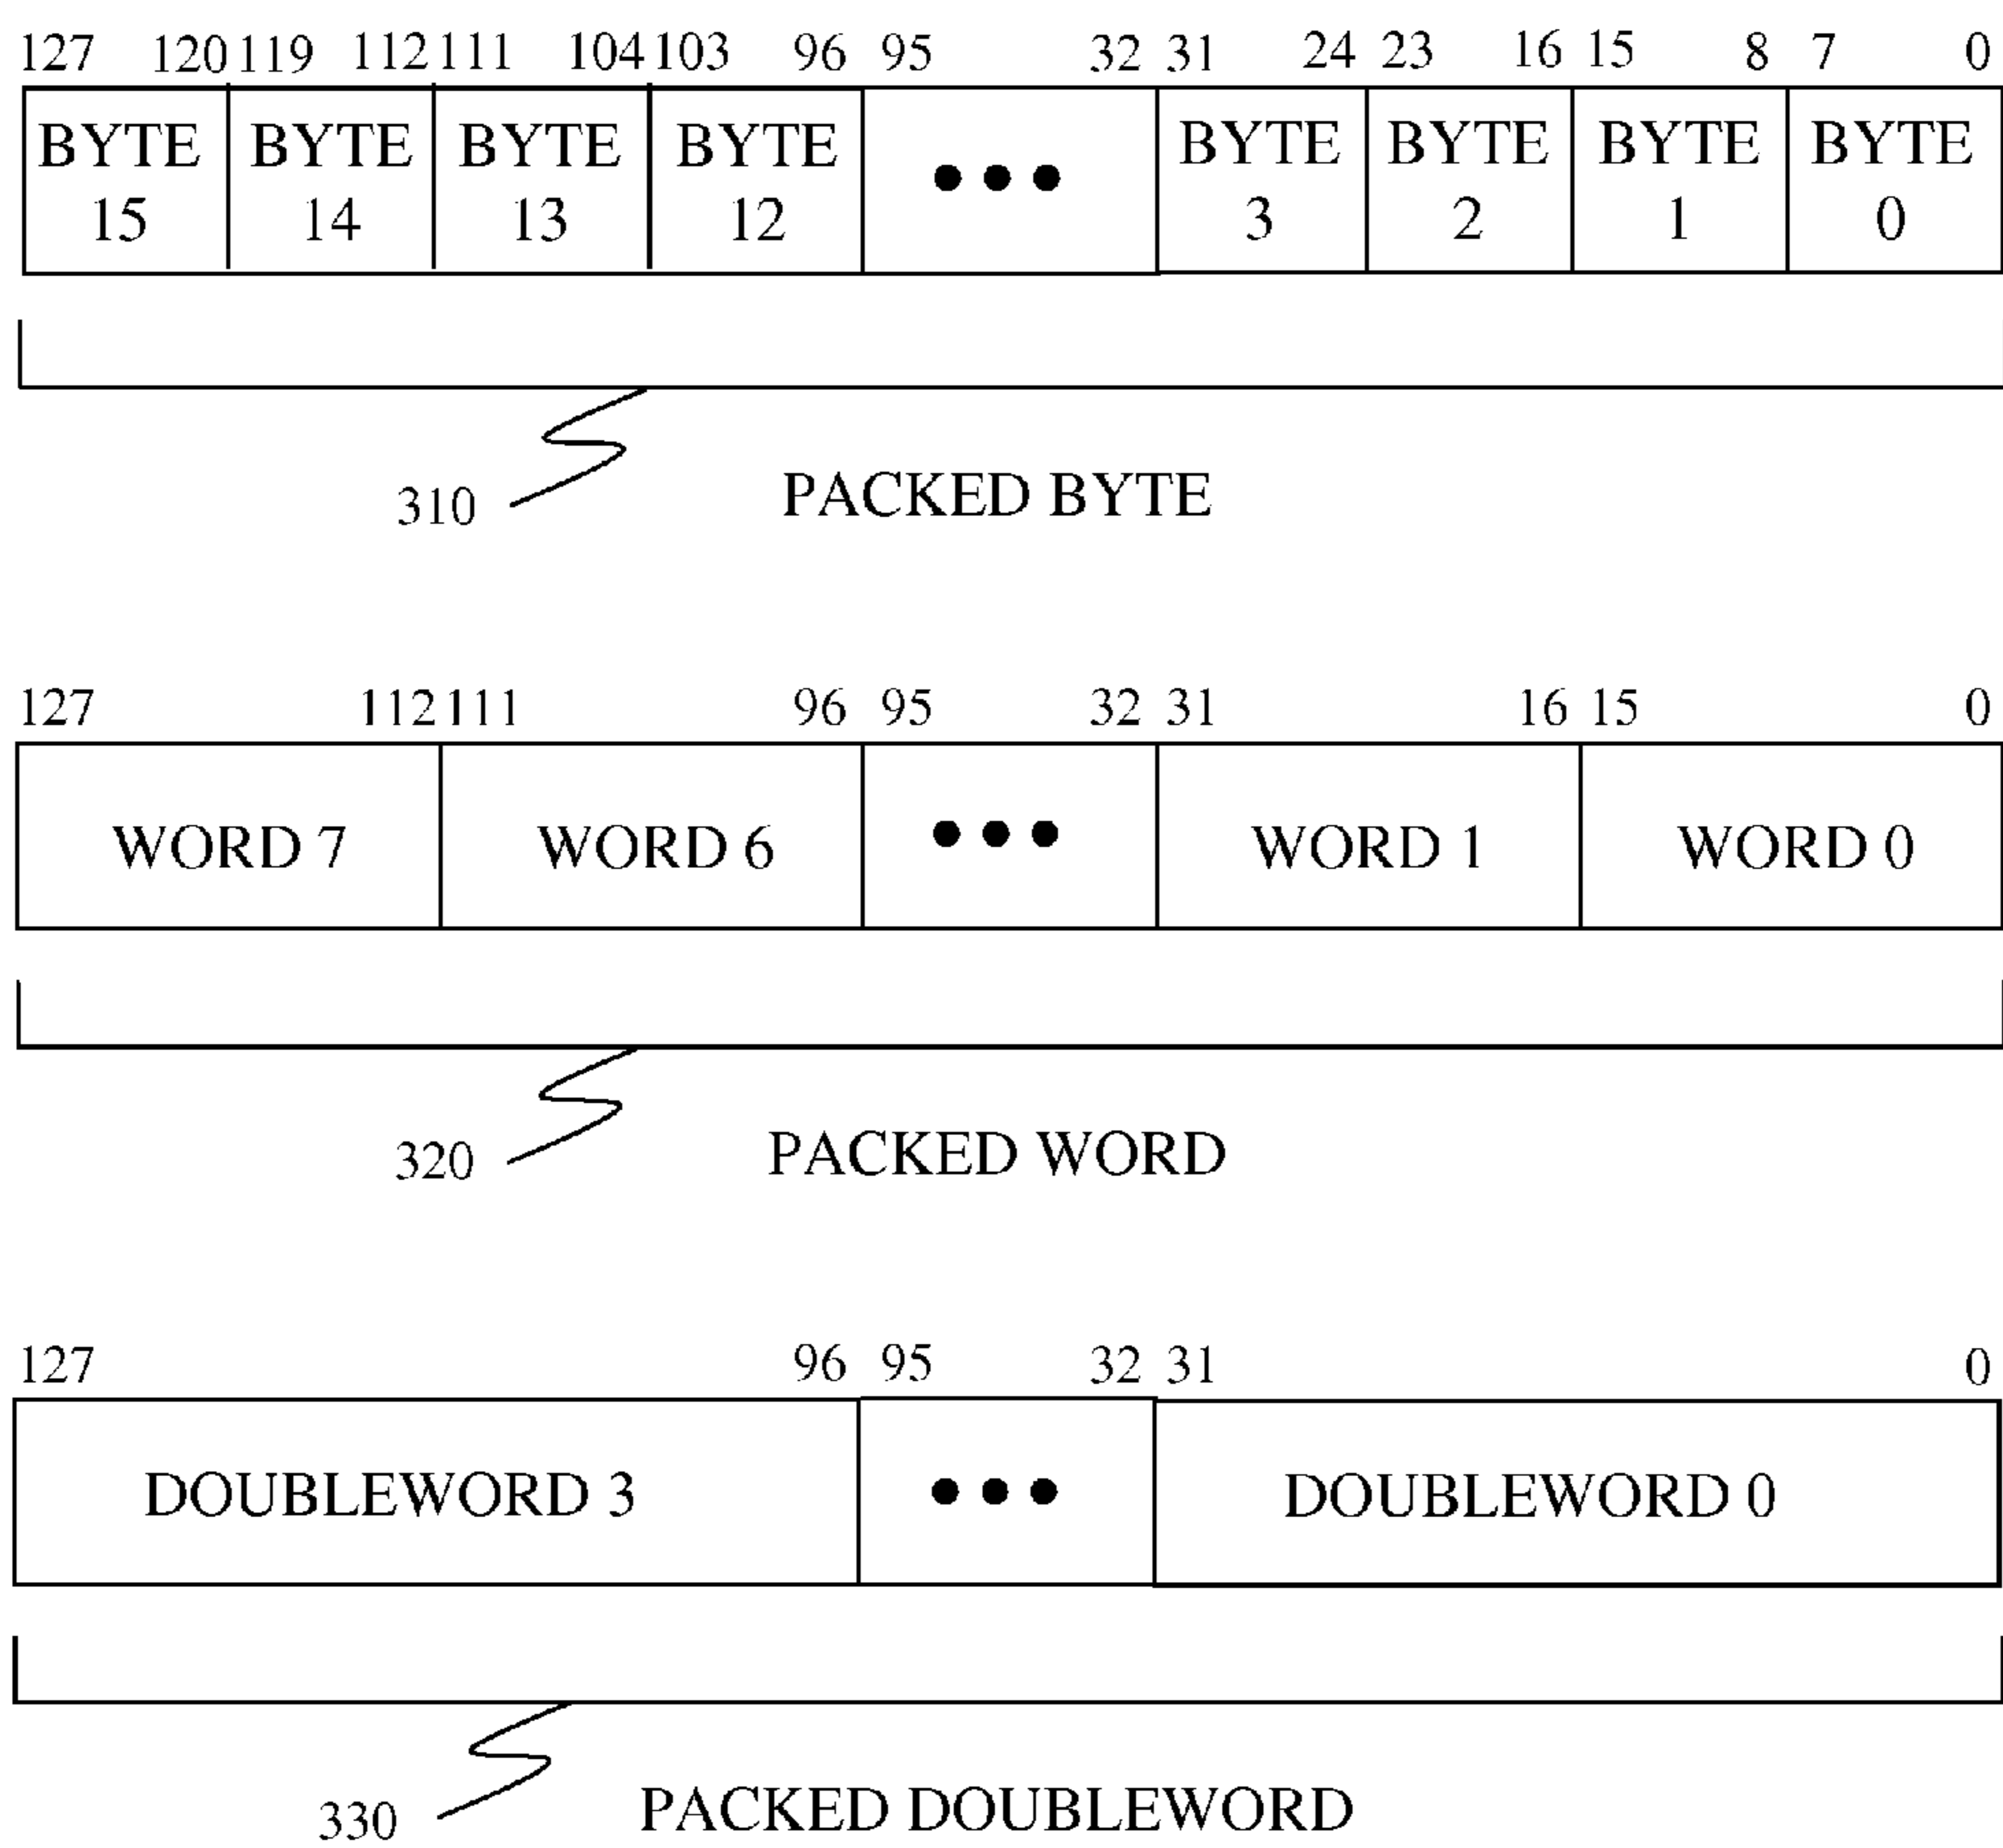 127 120 119 112 111 104 103 96 95 32 31 24 23 16 15 8 7 0
BYTE BYTE BYTE BYTE BYTE BYTE BYTE BYTE
15 14 13 12 ●●● 3 2 1 0
310 PACKED BYTE
127 112 111 96 95 32 31 16 15 0
WORD 7 WORD 6 ●●● WORD 1 WORD 0
320 PACKED WORD
127 96 95 32 31 0
DOUBLEWORD 3 ●●● DOUBLEWORD 0
330 PACKED DOUBLEWORD